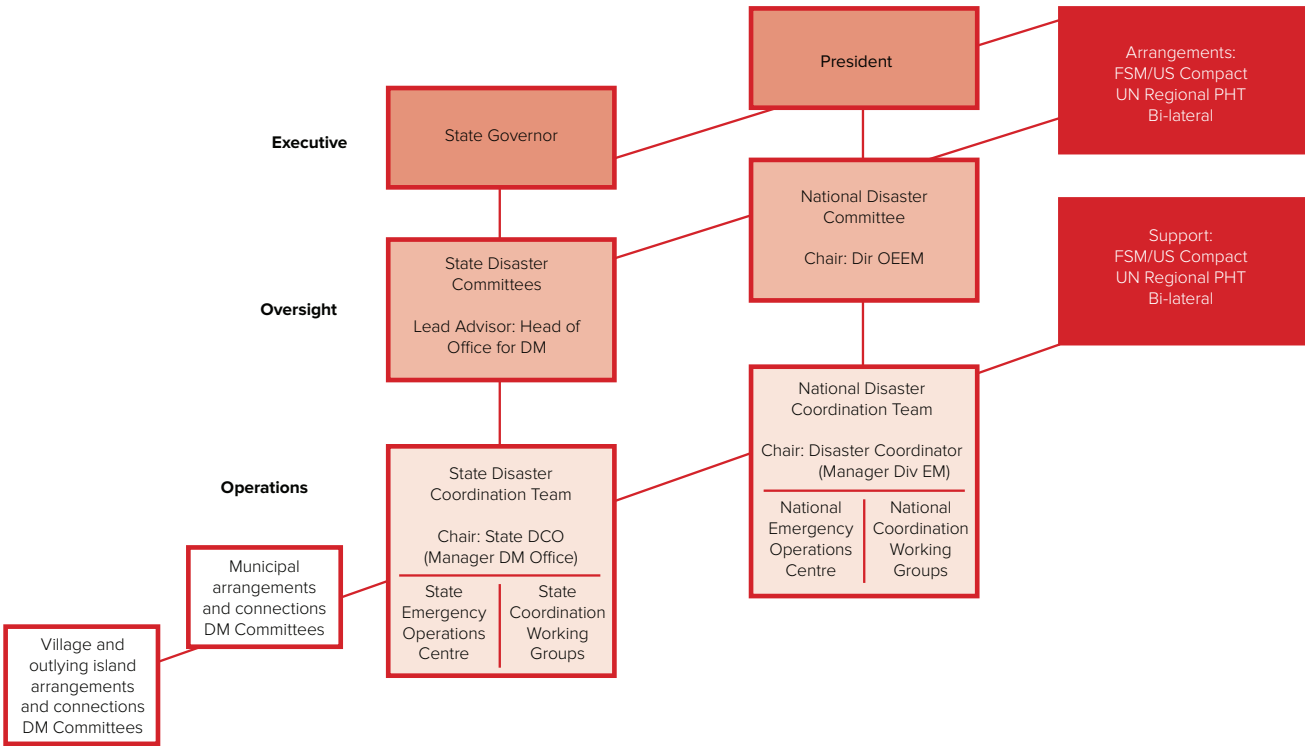 President
Arrangements:
FSM/US Compact
UN Regional PHT
Bi-lateral
Executive
State Governor
National Disaster
Committee
Chair: Dir OEEM
Support:
FSM/US Compact
UN Regional PHT
Bi-lateral
Oversight
State Disaster
Committees
Lead Advisor: Head of
Office for DM
National Disaster
Coordination Team
Chair: Disaster Coordinator
(Manager Div EM)
National
Emergency
Operations
Centre
National
Coordination
Working
Groups
Operations
State Disaster
Coordination Team
Chair: State DCO
(Manager DM Office)
State
Emergency
Operations
Centre
State
Coordination
Working
Groups
Municipal
arrangements
and connections
DM Committees
Village and
outlying island
arrangements
and connections
DM Committees